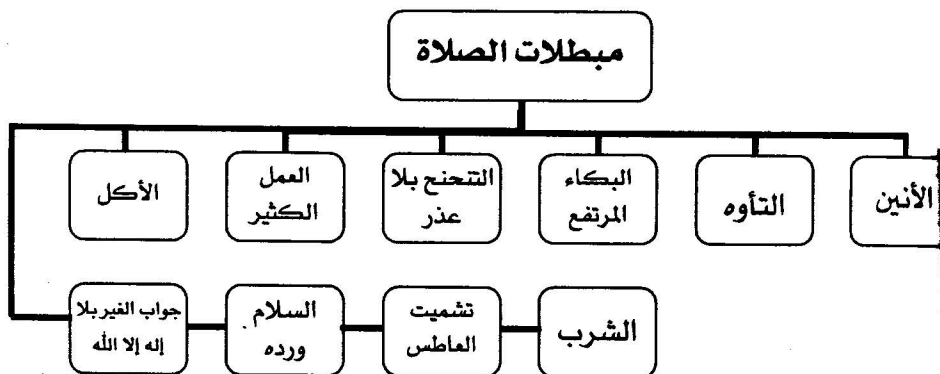 مبطلات الصلاة
الأنين
التأوه
البكاء
المرتفع
التنحنح بلا
عذر
العمل
الكثير
الأكل
الشرب
تشميت
العاطس
السلام
ورده
جواب الغير بلا
إله إلا الله